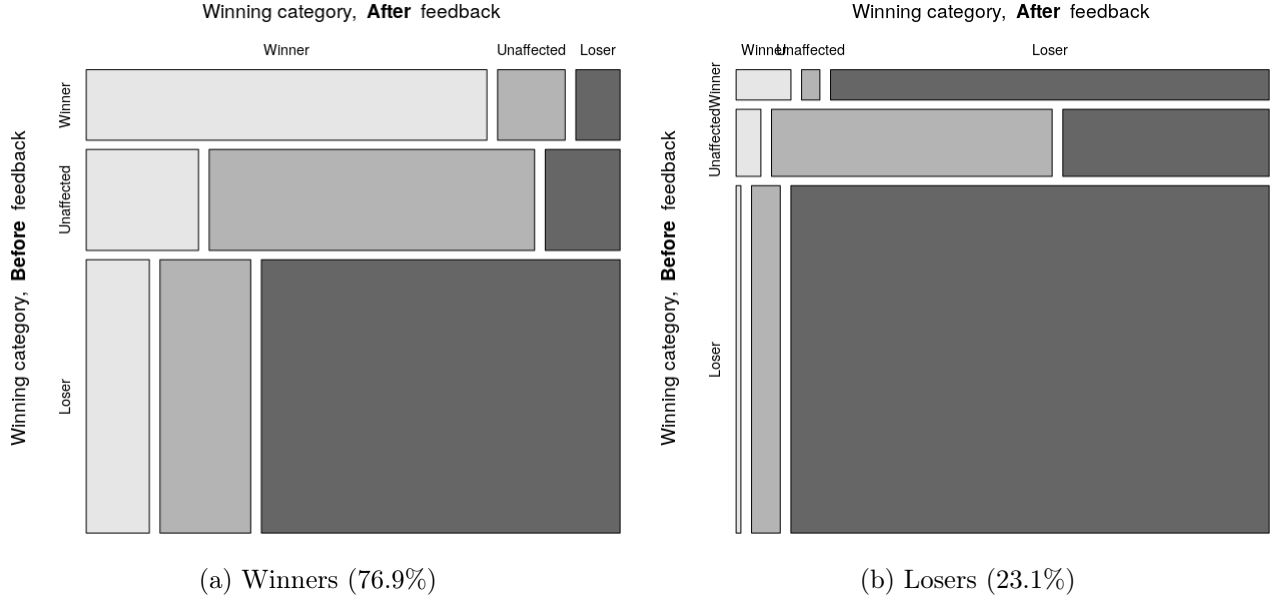 Winning category, After feedback
Winner Unaffected Loser
Winner
Unaffected
Loser
Winning category, Before feedback
(a) Winners (76.9%)
Winning category, After feedback
Winner Unaffected Loser
Winner
Unaffected
Loser
Winning category, Before feedback
(b) Losers (23.1%)